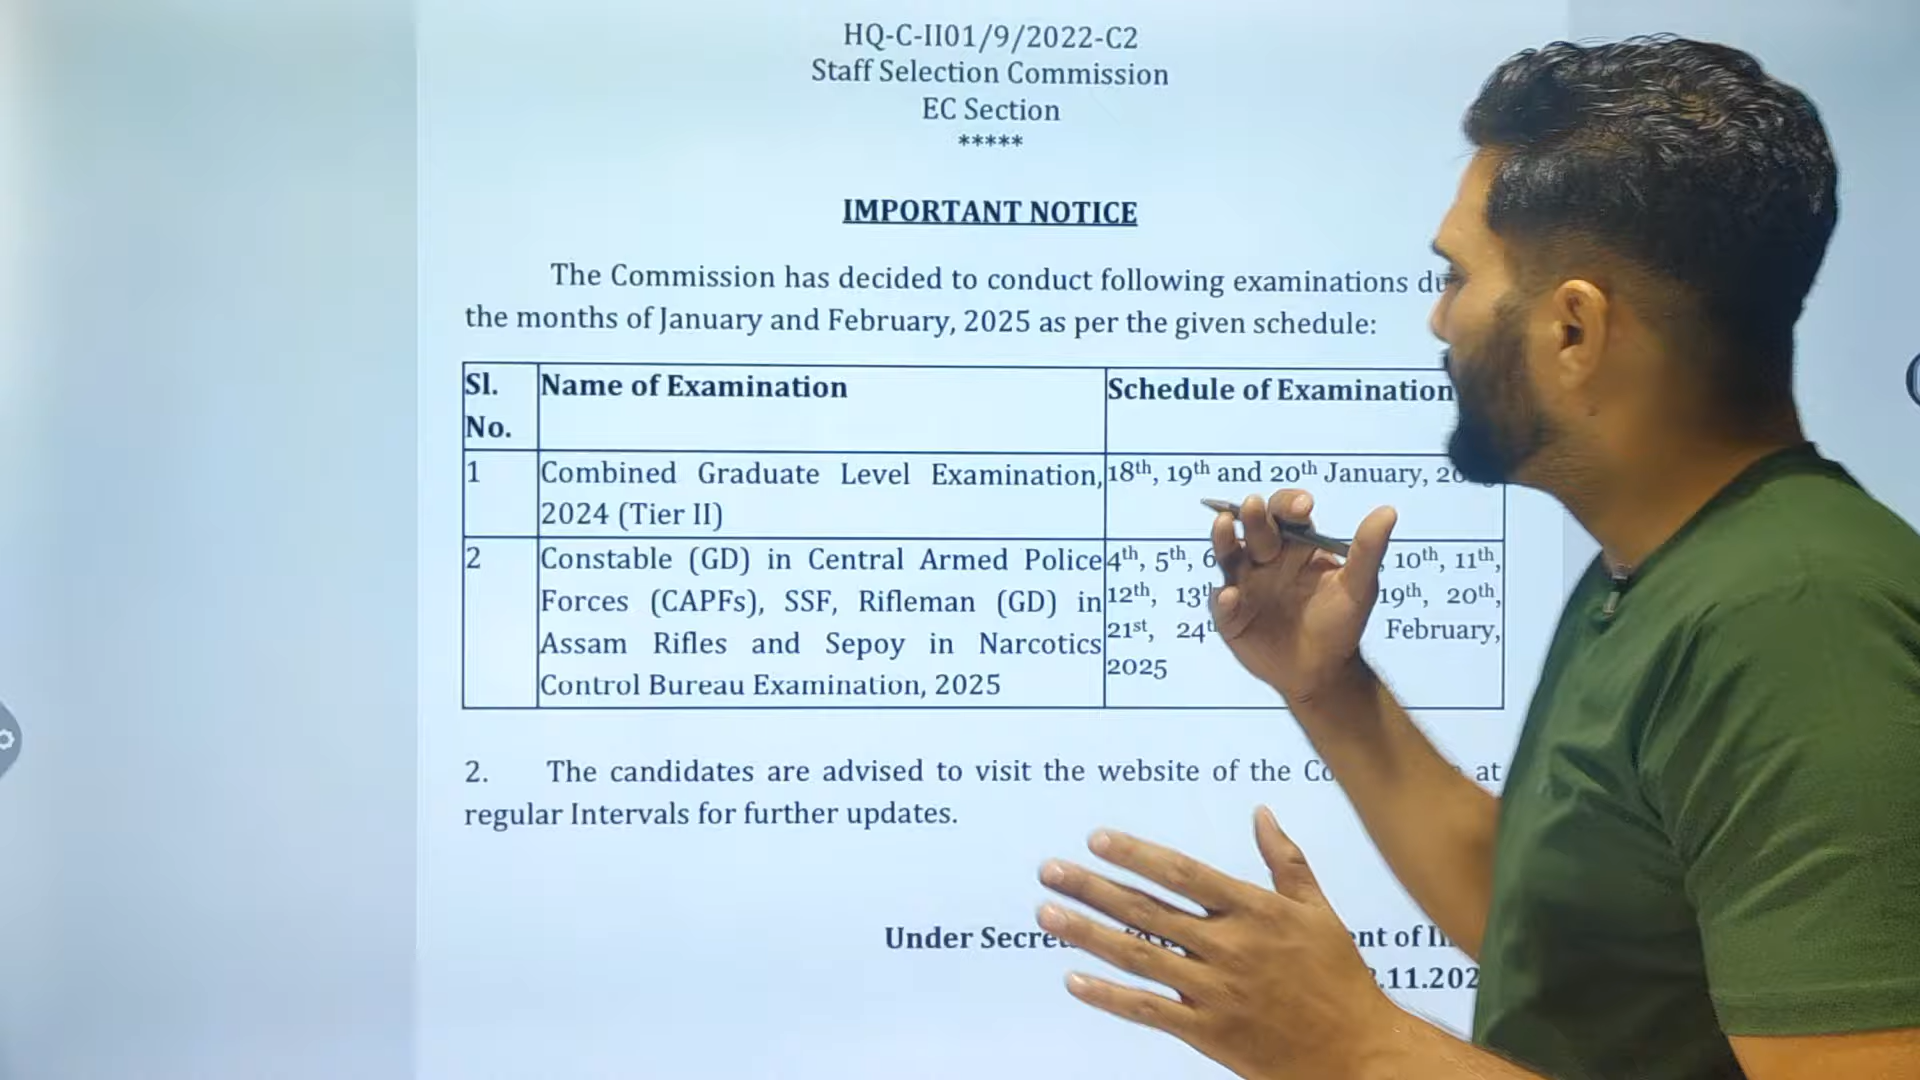 HQ-C-II01/9/2022-C2
Staff Selection Commission
EC Section
*****
IMPORTANT NOTICE
The Commission has decided to conduct following examinations
the months of January and February, 2025 as per the given schedule:
Sl. No.
Name of Examination
Schedule of Examination
1
Combined Graduate Level Examination,
2024 (Tier II)
18th, 19th and 20th January,
2
Constable (GD) in Central Armed Police
Forces (CAPFs), SSF, Rifleman (GD) in
Assam Rifles and Sepoy in Narcotics
Control Bureau Examination, 2025
4th, 5th, 10th, 11th,
12th, 19th, 20th,
21st, February,
2025
2. The candidates are advised to visit the website of the at
regular Intervals for further updates.
Under of